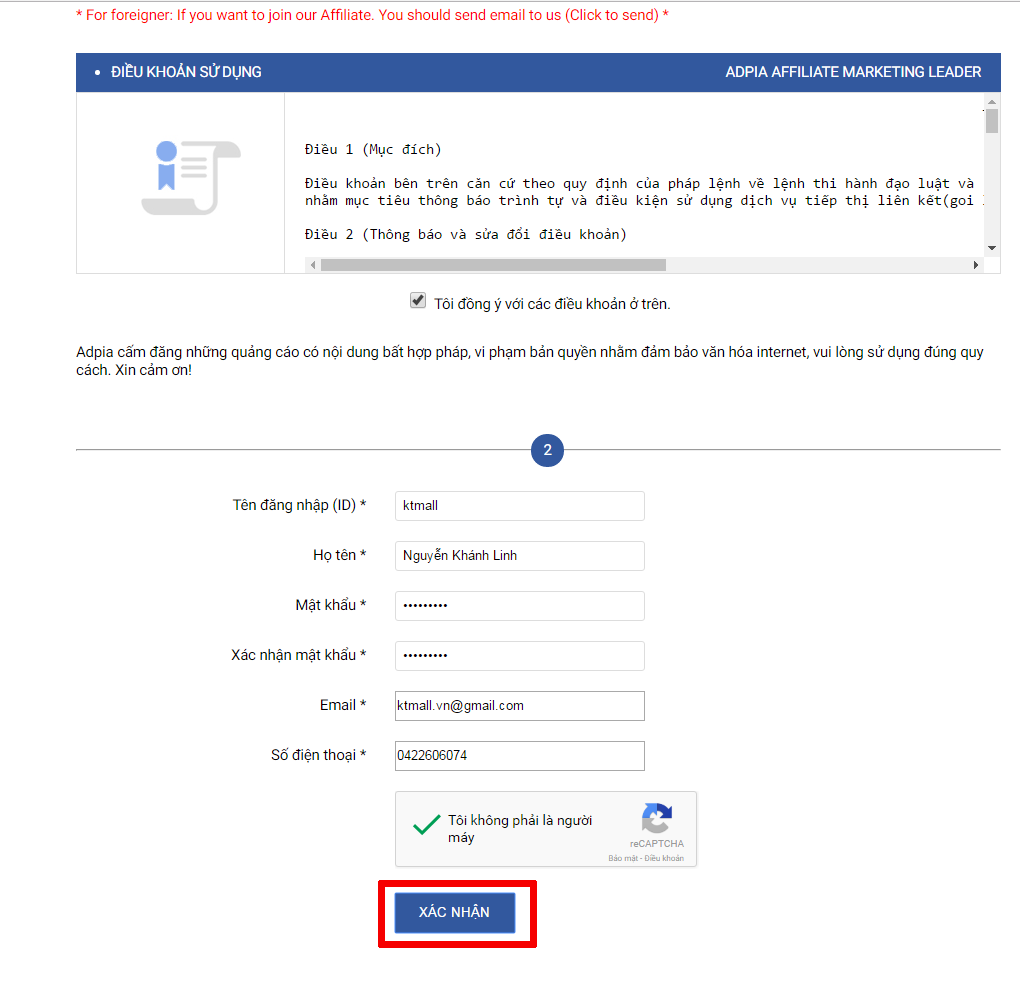 * For foreigner: If you want to join our Affiliate. You should send email to us (Click to send) *
• ĐIỀU KHOẢN SỬ DỤNG
ADPIA AFFILIATE MARKETING LEADER
Điều 1 (Mục đích)
Điều khoản bên trên căn cứ theo quy định của pháp lệnh về lệnh thi hành đạo luật và
nhằm mục tiêu thông báo trình tự và điều kiện sử dụng dịch vụ tiếp thị liên kết(goi
Điều 2 (Thông báo và sửa đổi điều khoản)
Tôi đồng ý với các điều khoản ở trên.
Adpia cấm đăng những quảng cáo có nội dung bất hợp pháp, vi phạm bản quyền nhằm đảm bảo văn hóa internet, vui lòng sử dụng đúng quy
cách. Xin cảm ơn!
2
Tên đăng nhập (ID) * ktmall
Họ tên * Nguyễn Khánh Linh
Mật khẩu * •••••••••
Xác nhận mật khẩu * •••••••••
Email * ktmall.vn@gmail.com
Số điện thoại * 0422606074
Tôi không phải là người
máy
reCAPTCHA
Bảo mật - Điều khoản
XÁC NHẬN